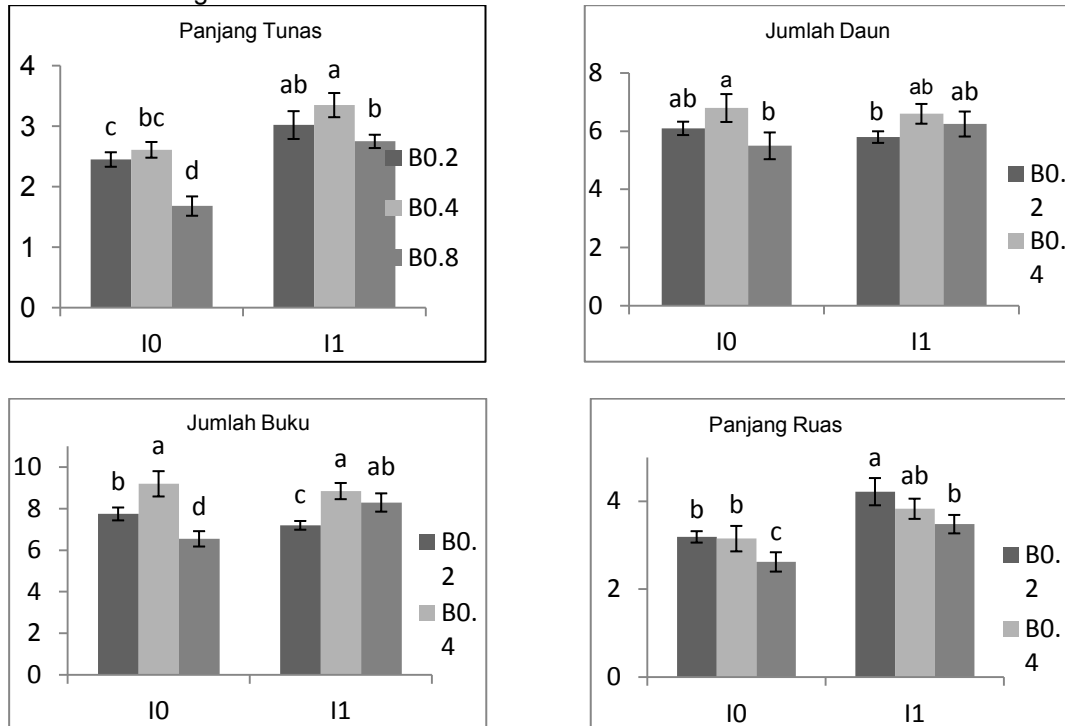 Panjang Tunas
4
3
2
1
0
c
bc
d
ab
a
b
I0
I1
B0.2
B0.4
B0.8
Jumlah Daun
8
6
4
2
0
ab
a
b
b
ab
ab
I0
I1
B0.
2
B0.
4
Jumlah Buku
10
8
6
4
2
0
b
a
d
c
a
ab
I0
I1
B0.
2
B0.
4
Panjang Ruas
4
2
0
b
b
c
a
ab
b
I0
I1
B0.
2
B0.
4